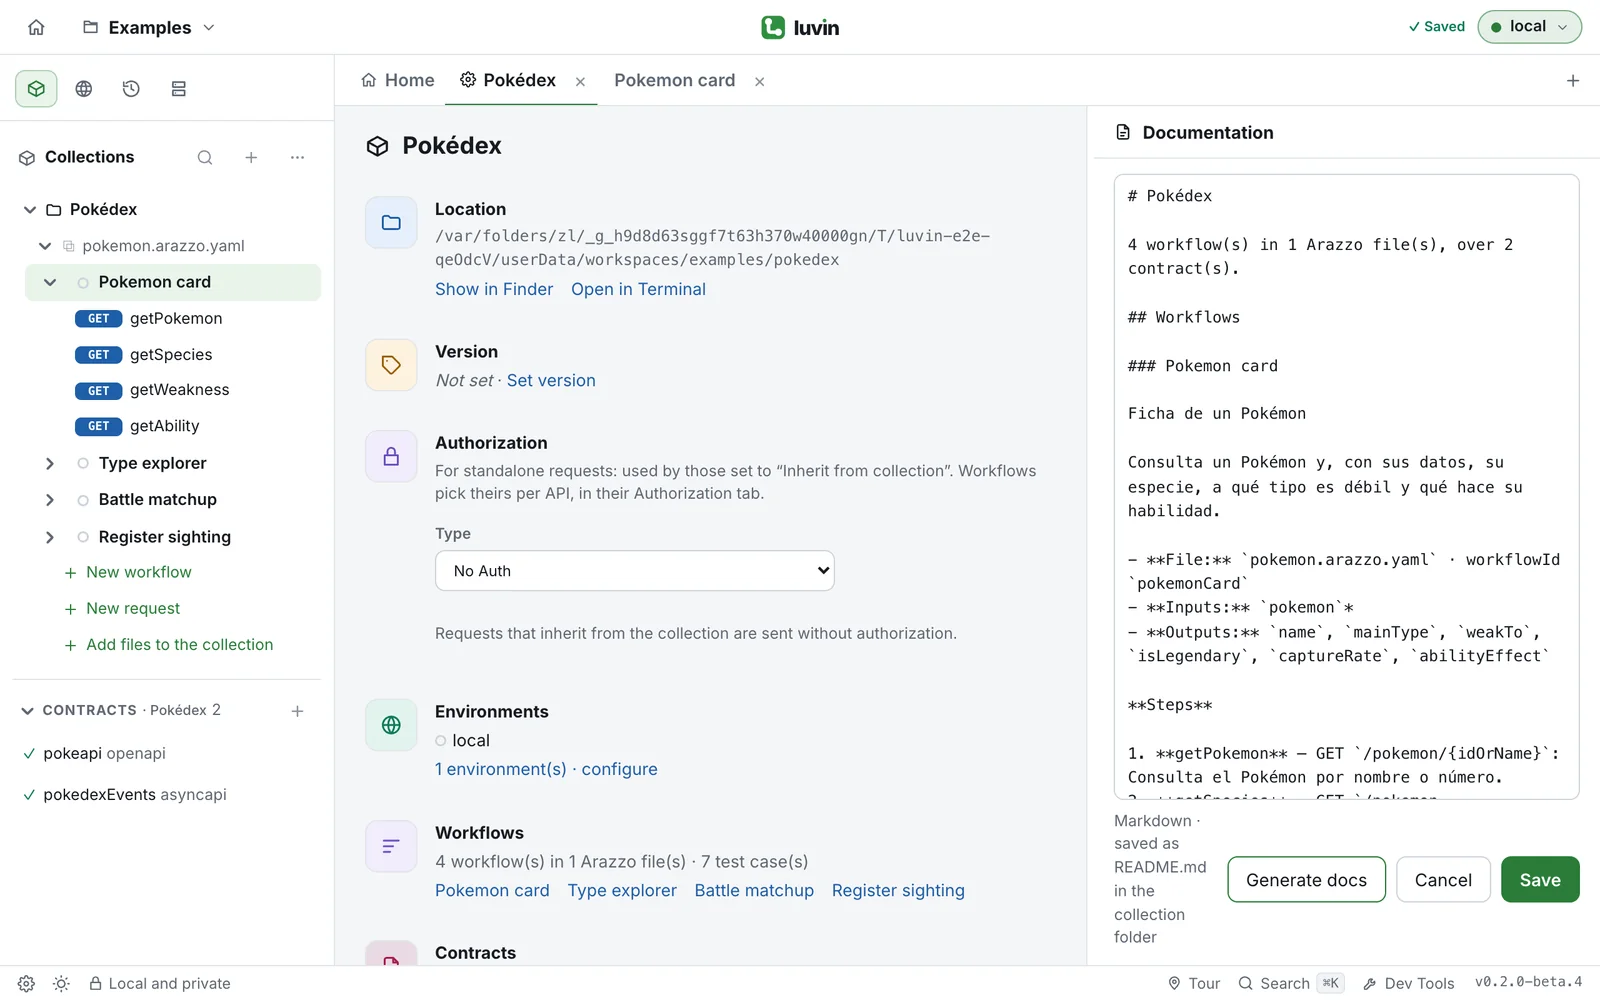 Examples
luvin
Saved
local
Home
Pokédex
Pokemon card
Collections
Pokédex
pokemon.arazzo.yaml
Pokemon card
GET getPokemon
GET getSpecies
GET getWeakness
GET getAbility
Type explorer
Battle matchup
Register sighting
+ New workflow
+ New request
+ Add files to the collection
CONTRACTS · Pokédex 2
pokeapi openapi
pokedexEvents asyncapi
Pokédex
Location
/var/folders/zl/_g_h9d8d63sggf7t63h370w40000gn/T/luvin-e2e-
qeOdcV/userData/workspaces/examples/pokedex
Show in Finder Open in Terminal
Version
Not set · Set version
Authorization
For standalone requests: used by those set to “Inherit from collection”. Workflows
pick theirs per API, in their Authorization tab.
Type
No Auth
Requests that inherit from the collection are sent without authorization.
Environments
local
1 environment(s) · configure
Workflows
4 workflow(s) in 1 Arazzo file(s) · 7 test case(s)
Pokemon card Type explorer Battle matchup Register sighting
Contracts
Documentation
# Pokédex
4 workflow(s) in 1 Arazzo file(s), over 2
contract(s).
## Workflows
### Pokemon card
Ficha de un Pokémon
Consulta un Pokémon y, con sus datos, su
especie, a qué tipo es débil y qué hace su
habilidad.
- **File:** `pokemon.arazzo.yaml` · workflowId
`pokemonCard`
- **Inputs:** `pokemon`*
- **Outputs:** `name`, `mainType`, `weakTo`,
`isLegendary`, `captureRate`, `abilityEffect`
**Steps**
1. **getPokemon** — GET `/pokemon/{idOrName}`:
Consulta el Pokémon por nombre o número.
2. **getSpecies** — GET `/pokemon-
Markdown ·
saved as
README.md
in the
collection
folder
Generate docs
Cancel
Save
Local and private
Tour
Search ⌘K
Dev Tools
v0.2.0-beta.4